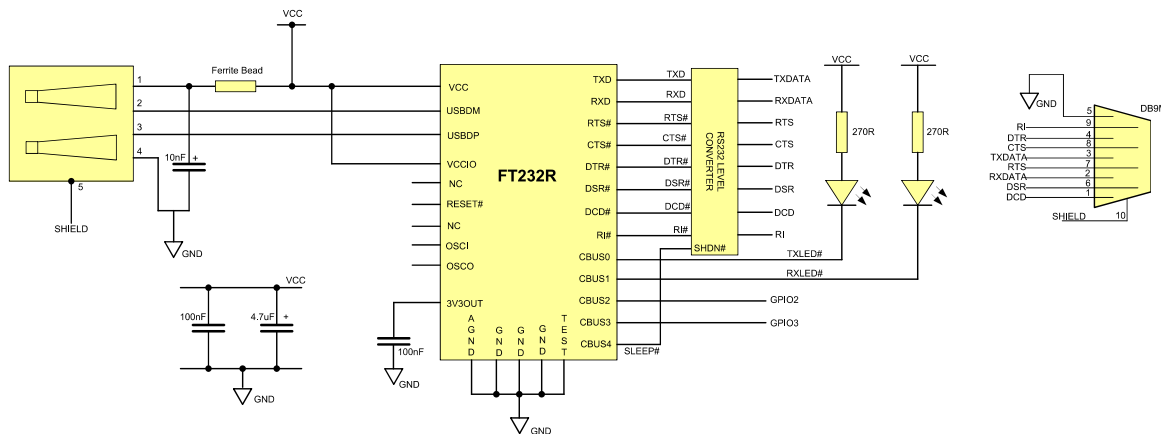 VCC
Ferrite Bead
1
2
3
4
5
SHIELD
10nF
+
GND
VCC
100nF
4.7uF
+
GND
FT232R
VCC
USBDM
USBDP
VCCIO
NC
RESET#
NC
OSCI
OSCO
3V3OUT
100nF
GND
AGND
GND
GND
GND
TEST
GND
TXD
RXD
RTS#
CTS#
DTR#
DSR#
DCD#
RI#
CBUS0
CBUS1
CBUS2
CBUS3
CBUS4
TXD
RXD
RTS#
CTS#
DTR#
DSR#
DCD#
RI#
SLEEP#
RS232 LEVEL
CONVERTER
SHDN#
TXDATA
RXDATA
RTS
CTS
DTR
DSR
DCD
RI
TXLED#
RXLED#
GPIO2
GPIO3
VCC
VCC
270R
270R
GND
DB9M
5
RI 9
DTR 4
CTS 8
TXDATA 3
RTS 7
RXDATA 2
DSR 6
DCD 1
SHIELD 10